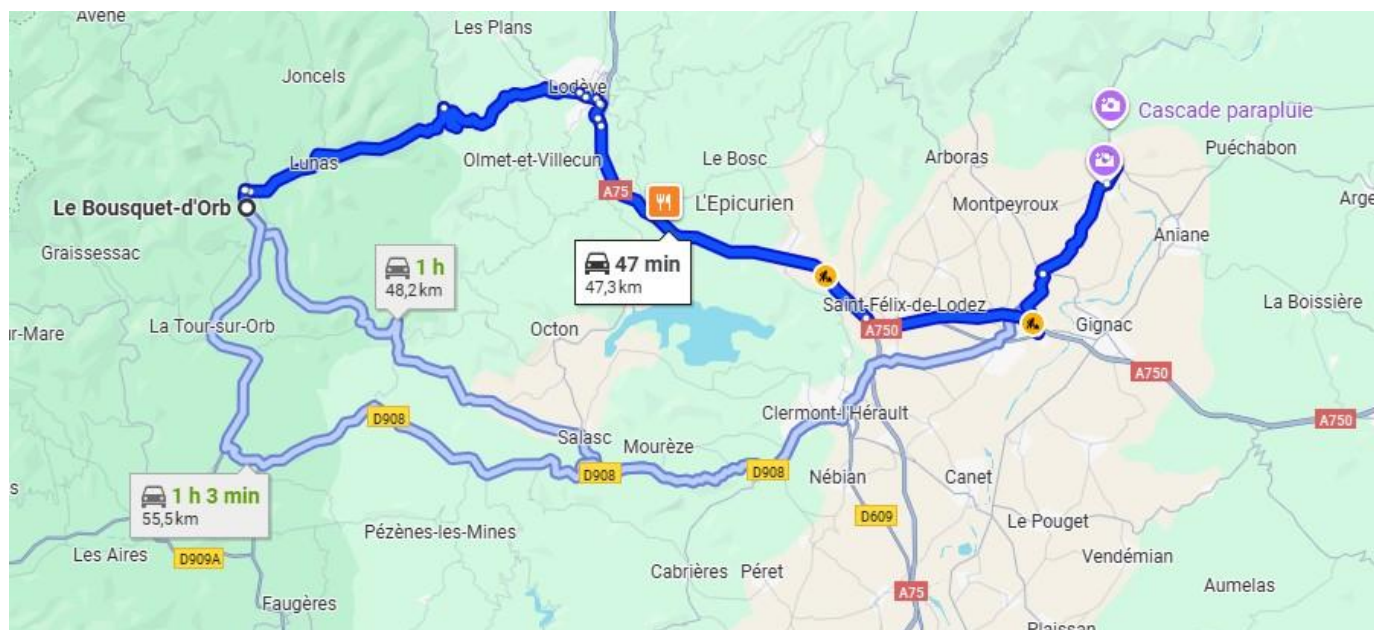 Avène
Les Plans
Joncels
Lodève
Cascade parapluie
Lunas
Olmet-et-Villecun
Le Bosc
Arboras
Puéchabon
A75
L'Epicurien
Le Bousquet-d'Orb
Montpeyroux
Aniane
Graissessac
47 min
47,3 km
1 h
48,2 km
Saint-Félix-de-Lodez
La Boissière
La Tour-sur-Orb
Octon
A750
Gignac
A750
Clermont-l'Hérault
D908
A750
Salasc
Mourèze
D908
D908
Nébian
Canet
1 h 3 min
55,5 km
D609
Le Pouget
Pézènes-les-Mines
Vendémian
Les Aires
D909A
Cabrières
Péret
Aumelas
A75
Faugères
Plaissan